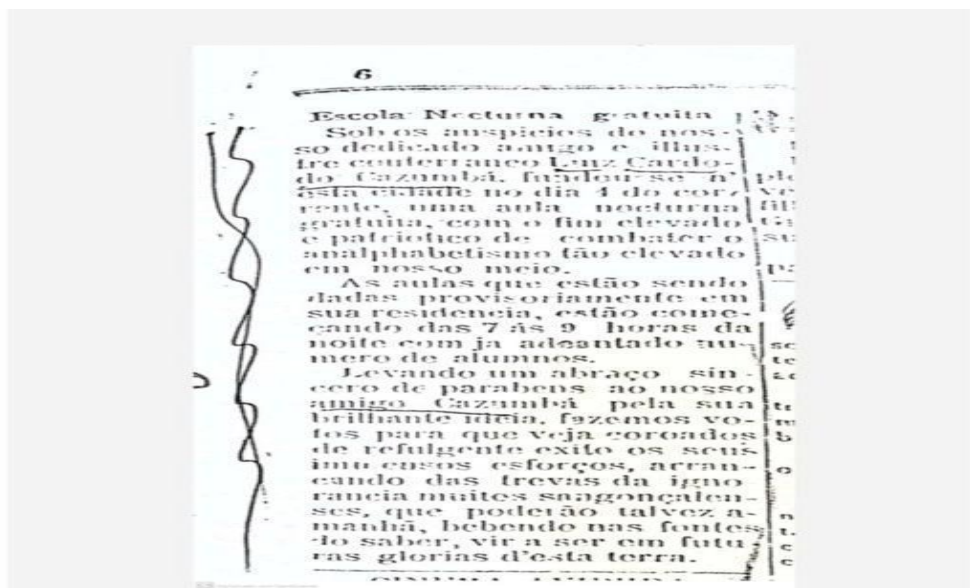 6
Escola Nocturna gratuita
Sob os auspicios do nos-
so dedicado amigo e illus-
tre conterraneo Luiz Cardo-
do Cazumbá, fundou-se n'
esta cidade no dia 4 do cor-
rente, uma aula nocturna
gratuita, com o fim elevado
e patriotico de combater o
analphabetismo tão elevado
em nosso meio.
As aulas que estão sendo
dadas provisoriamente em
sua residencia, estão come-
çando das 7 ás 9 horas da
noite com ja adeantado nu-
mero de alumnos.
Levando um abraço sin-
cero de parabens ao nosso
amigo Cazumbá pela sua
brilhante idéia, fazemos vo-
tos para que veja coroados
de refulgente exito os seus
esforços, arran-
cando das trevas da igno
rancia muitos saagonçalen-
ses, que poderão talvez a-
manhã, bebendo nas fontes
do saber, vir a ser em futu
ras glorias d'esta terra.